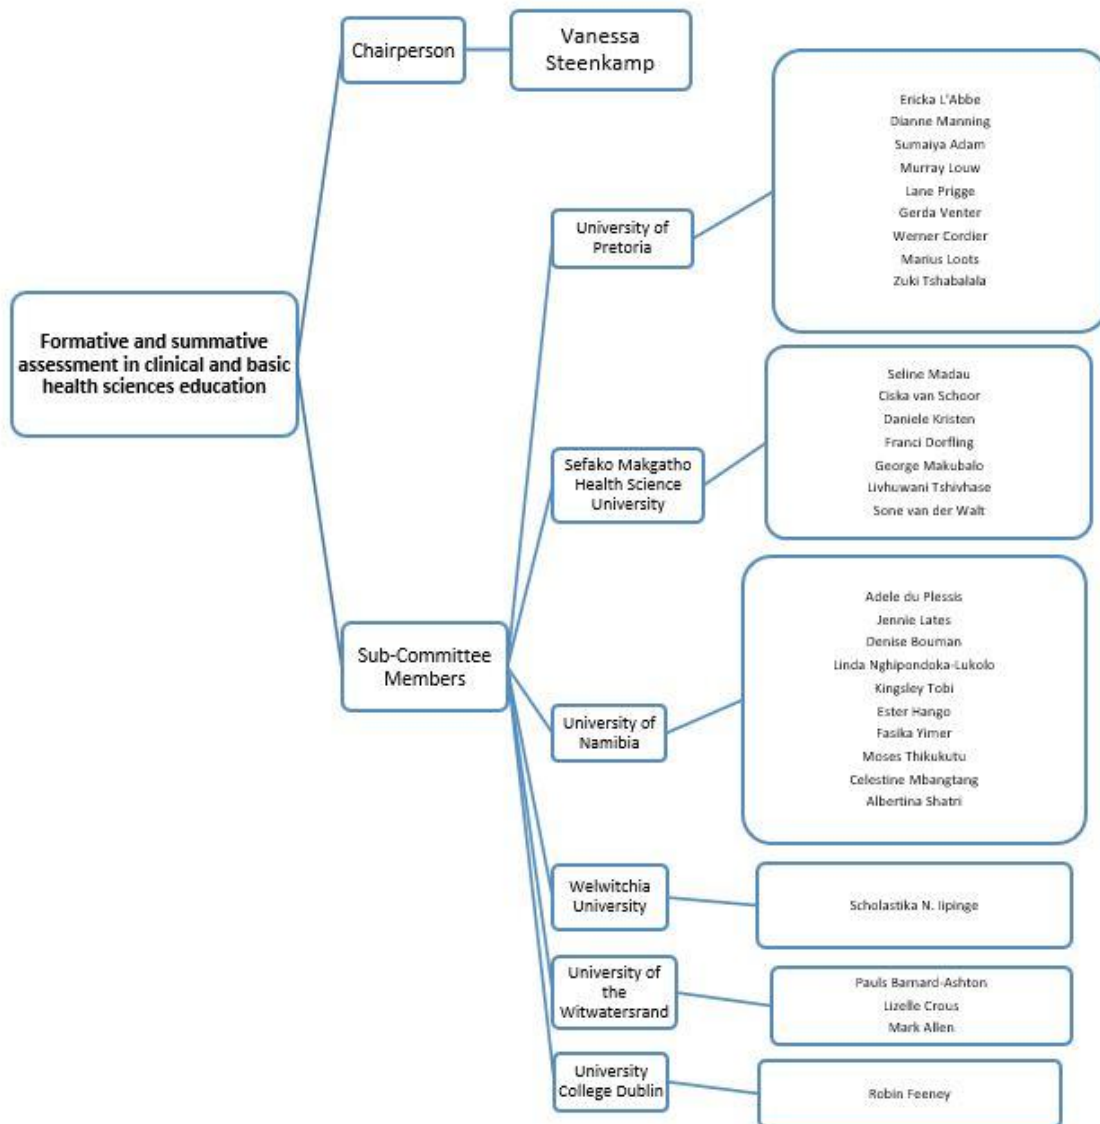 Chairperson
Vanessa
Steenkamp
Formative and summative
assessment in clinical and basic
health sciences education
Sub-Committee
Members
University of
Pretoria
Ericka L'Abbe
Dianne Manning
Sumaiya Adam
Murray Louw
Lane Prigge
Gerda Venter
Werner Cordier
Marius Loots
Zuki Tshabalala
Sefako Makgatho
Health Science
University
Seline Madau
Ciska van Schoor
Daniele Kristen
Franci Dorfling
George Makubalo
Livhuwani Tshivhase
Sone van der Walt
University of
Namibia
Adele du Plessis
Jennie Lates
Denise Bouman
Linda Nghipondoka-Lukolo
Kingsley Tobi
Ester Hango
Fasika Yimer
Moses Thikukutu
Celestine Mbangtang
Albertina Shatri
Welwitchia
University
Scholastika N. Iipinge
University of
the
Witwatersrand
Pauls Barnard-Ashton
Lizelle Crous
Mark Allen
University
College Dublin
Robin Feeney